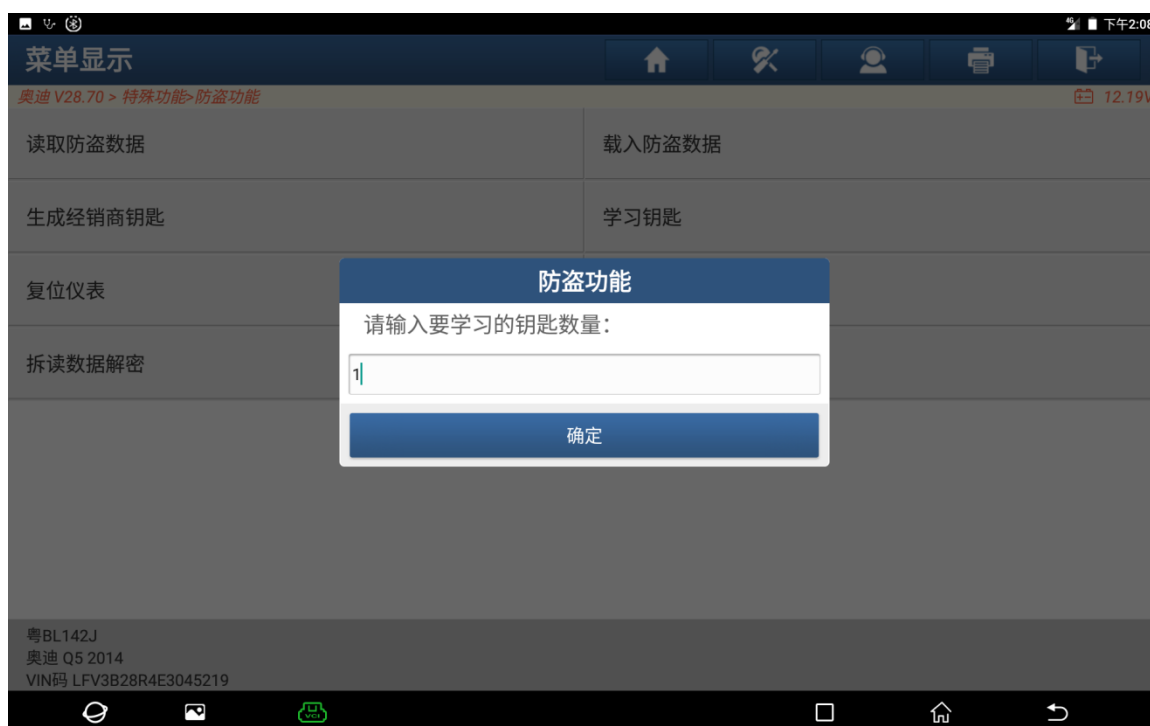 4G 下午2:08
菜单显示
奥迪 V28.70 > 特殊功能>防盗功能 12.19V
读取防盗数据 载入防盗数据
生成经销商钥匙 学习钥匙
复位仪表
防盗功能
请输入要学习的钥匙数量：
拆读数据解密
1
确定
粤BL142J
奥迪 Q5 2014
VIN码 LFV3B28R4E3045219
VCI